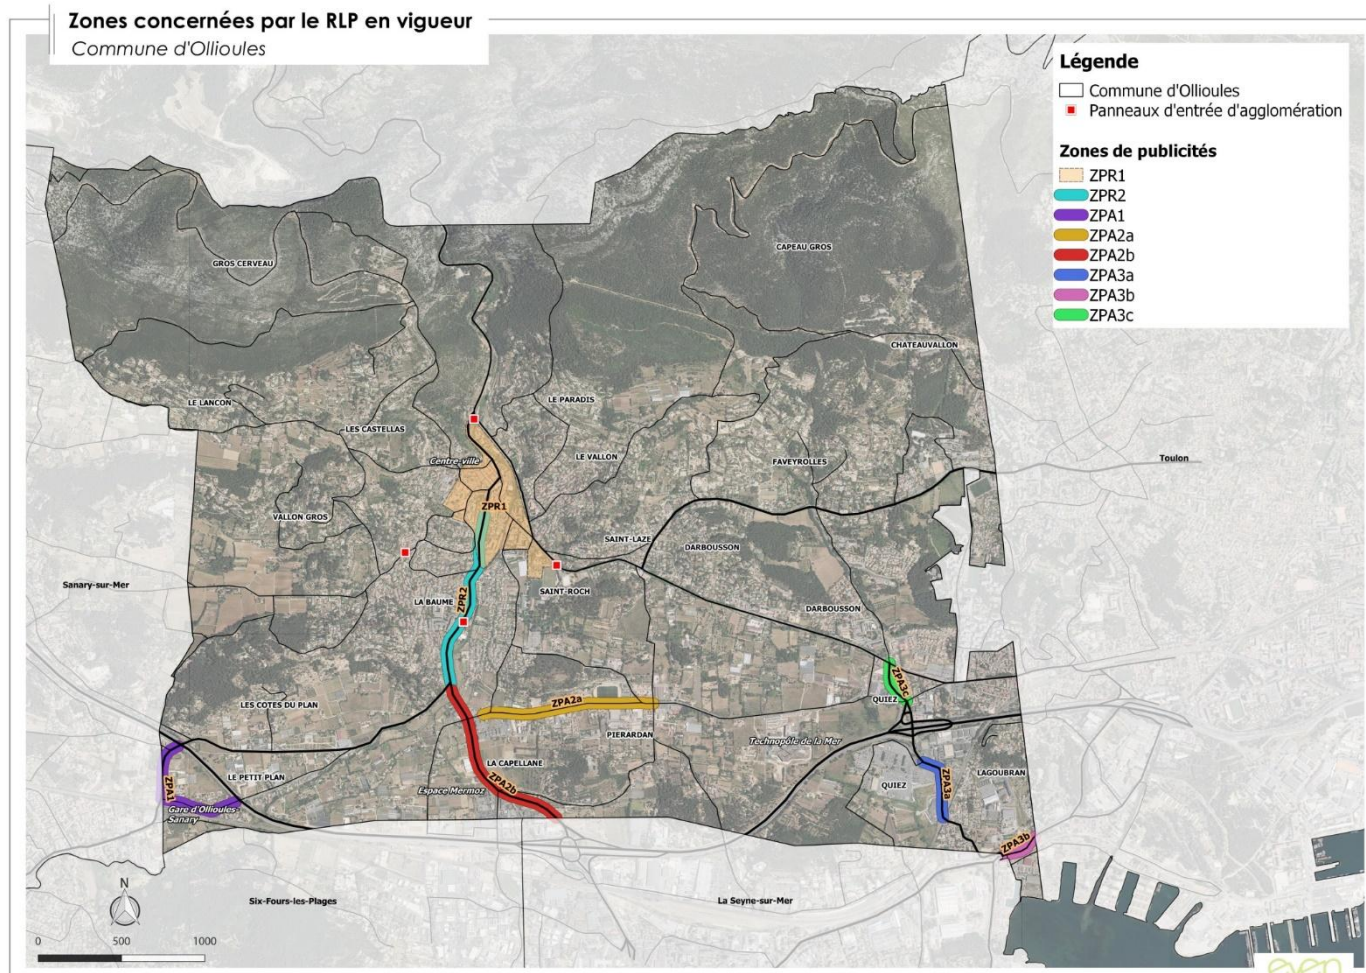 Zones concernées par le RLP en vigueur
Commune d'Ollioules
Légende
Commune d'Ollioules
Panneaux d'entrée d'agglomération
Zones de publicités
ZPR1
ZPR2
ZPA1
ZPA2a
ZPA2b
ZPA3a
ZPA3b
ZPA3c
CAPEAU GROS
GROS CERVEAU
CHATEAUVALLON
LE LANCON
LE PARADIS
LES CASTELLAS
Centre-ville
LE VALLON
FAVEYROLLES
Toulon
ZPR1
VALLON GROS
SAINT-LAZE
DARBOUSSON
Sanary-sur-Mer
SAINT-ROCH
LA BAUME
ZPR2
DARBOUSSON
ZPA3c
QUIEZ
LES COTES DU PLAN
ZPA2a
PIERARDAN
Technopôle de la Mer
LA CAPELLANE
LE PETIT PLAN
ZPA1
ZPA2b
Espace Mermoz
QUIEZ
ZPA3a
LAGOUBRAN
Gare d'Ollioules
Sanary
ZPA3b
N
Six-Fours-les-Plages
La Seyne-sur-Mer
0 500 1000
even